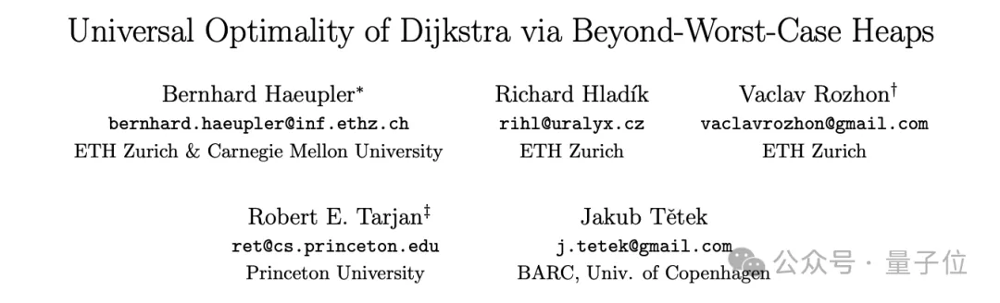 Universal Optimality of Dijkstra via Beyond-Worst-Case Heaps
Bernhard Haeupler*
bernhard.haeupler@inf.ethz.ch
ETH Zurich & Carnegie Mellon University
Richard Hladík
rihl@uralyx.cz
ETH Zurich
Vaclav Rozhon†
vaclavrozhon@gmail.com
ETH Zurich
Robert E. Tarjan‡
ret@cs.princeton.edu
Princeton University
Jakub Tětek
j.tetek@gmail.com
BARC, Univ. of Copenhagen
公众号 · 量子位